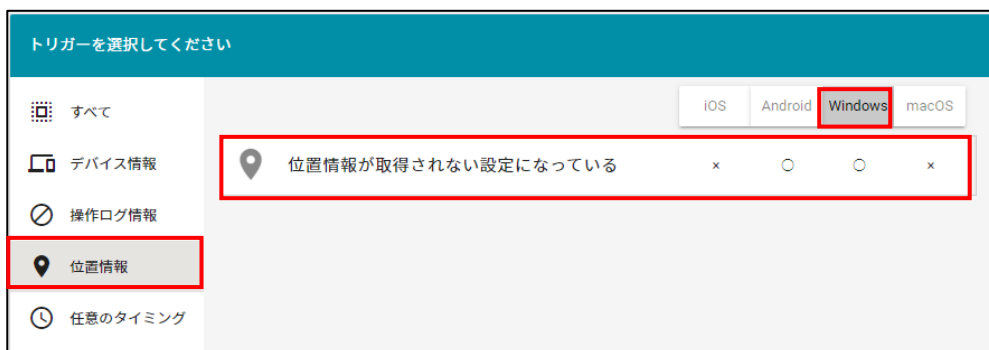 トリガーを選択してください
すべて
デバイス情報
操作ログ情報
位置情報
任意のタイミング
iOS Android Windows macOS
位置情報が取得されない設定になっている × ○ ○ ×